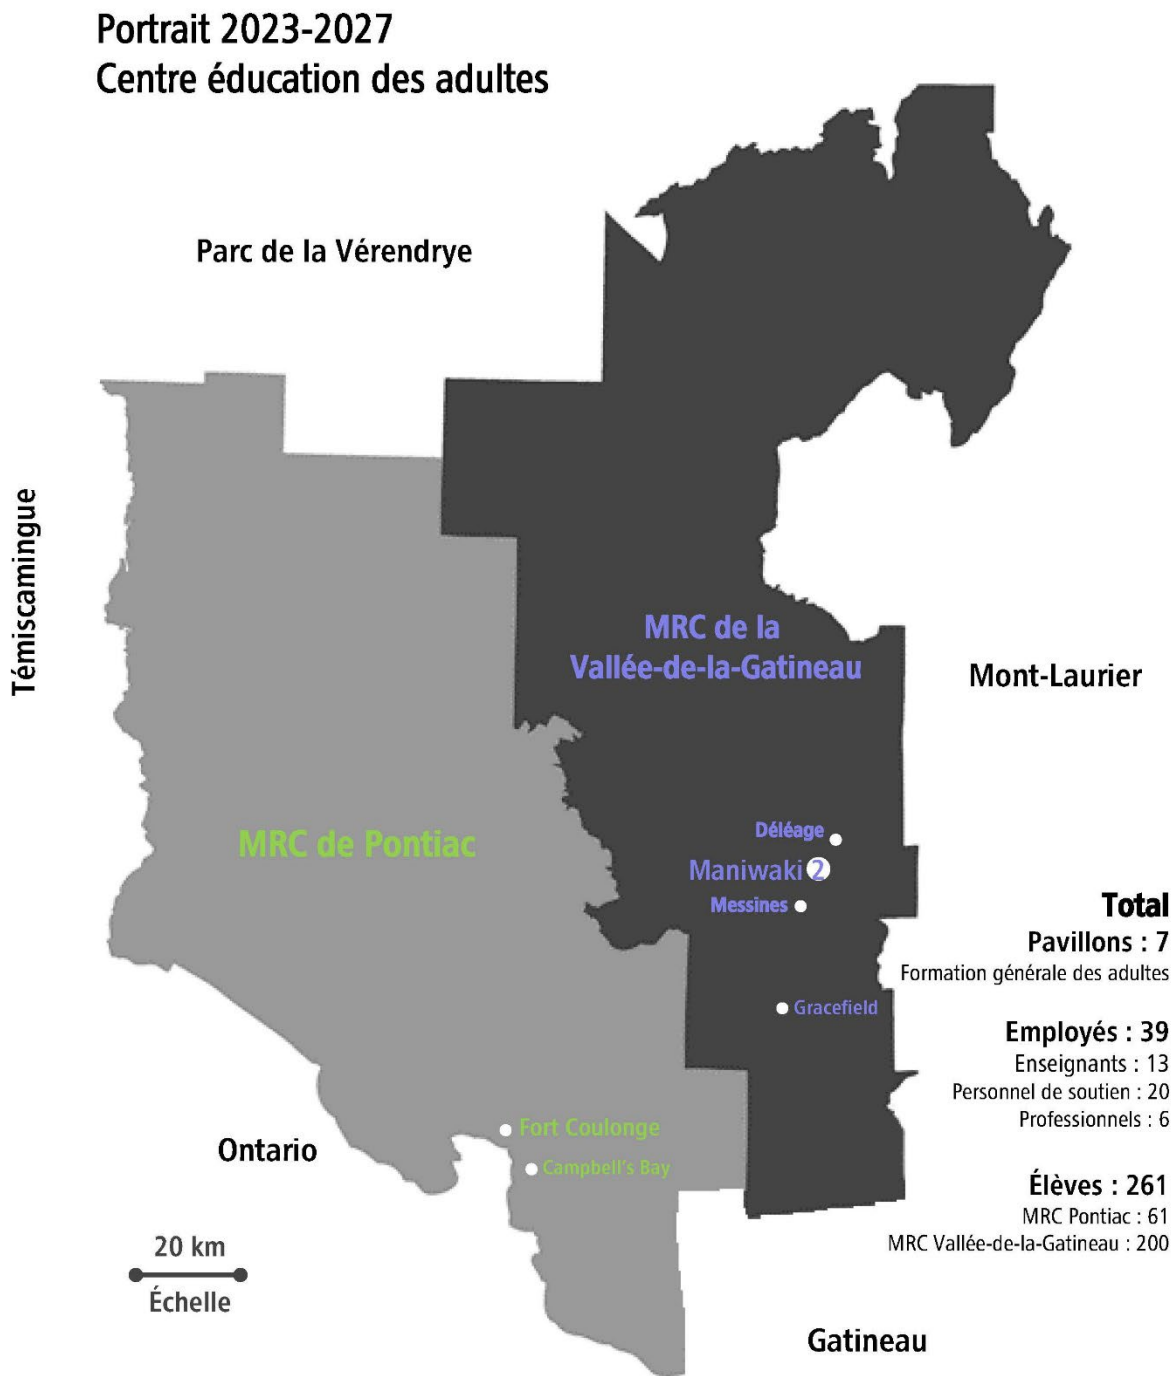 Portrait 2023-2027
Centre éducation des adultes
Parc de la Vérendrye
Témiscamingue
MRC de la
Vallée-de-la-Gatineau
Mont-Laurier
MRC de Pontiac
Déléage
Maniwaki 2
Messines
Gracefield
Total
Pavillons : 7
Formation générale des adultes
Employés : 39
Enseignants : 13
Personnel de soutien : 20
Professionnels : 6
Fort Coulonge
Campbell's Bay
Ontario
Élèves : 261
MRC Pontiac : 61
MRC Vallée-de-la-Gatineau : 200
20 km
Échelle
Gatineau